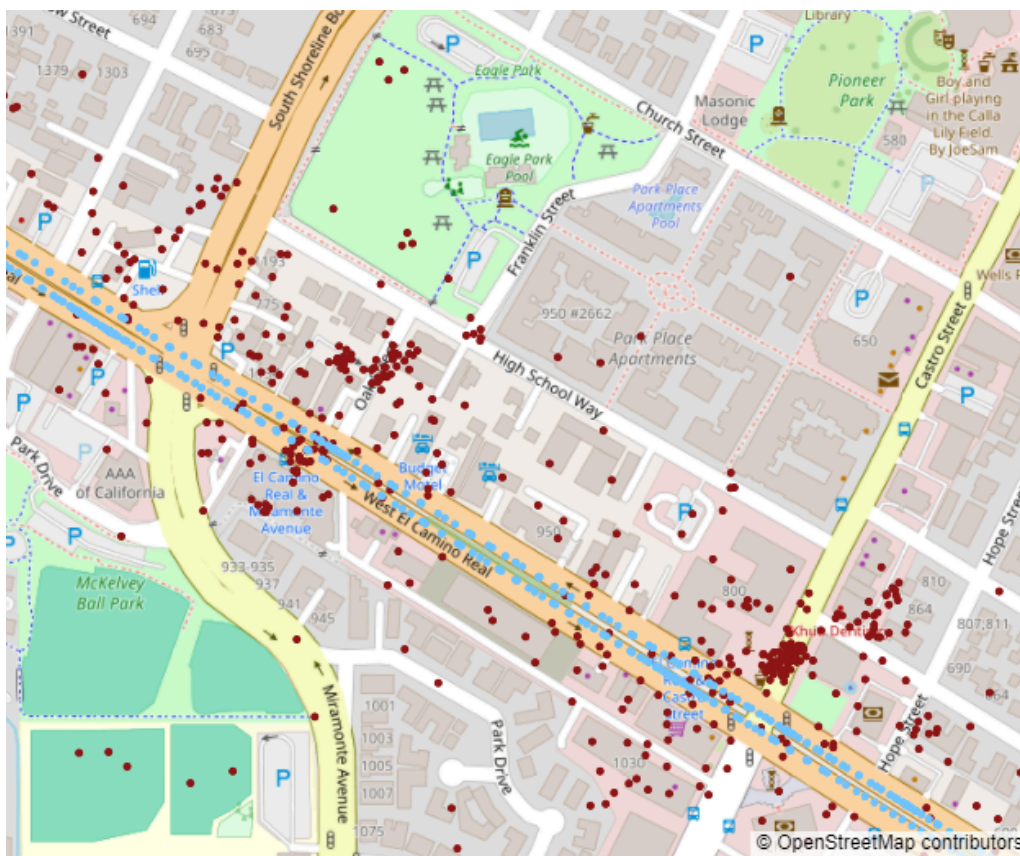 1391
1379
1303
694
683
695
South Shoreline Bo
P
Eagle Park
Eagle Park
Pool
P
Library
Pioneer
Park
Masonic
Lodge
Boy and
Girl playing
in the Calla
Lily Field.
By JoeSam
580
P
Church Street
Park Place
Apartments
Pool
Franklin Street
P
P
Shell
1193
950 #2662
Park Place
Apartments
Wells F
P
650
Castro Street
P
P
P
P
P
High School Way
Park Drive
AAA
of California
El Camino
Real &
Miramonte
Avenue
Budget
Motel
P
P
West El Camino Real
950
P
Hope Street
933-935
937
941
945
McKelvey
Ball Park
800
810
864
807;811
690
Castro
Street
Hope Street
1001
1003
1005
1007
1075
Miramonte Avenue
Park Drive
P
1030
© OpenStreetMap contributors